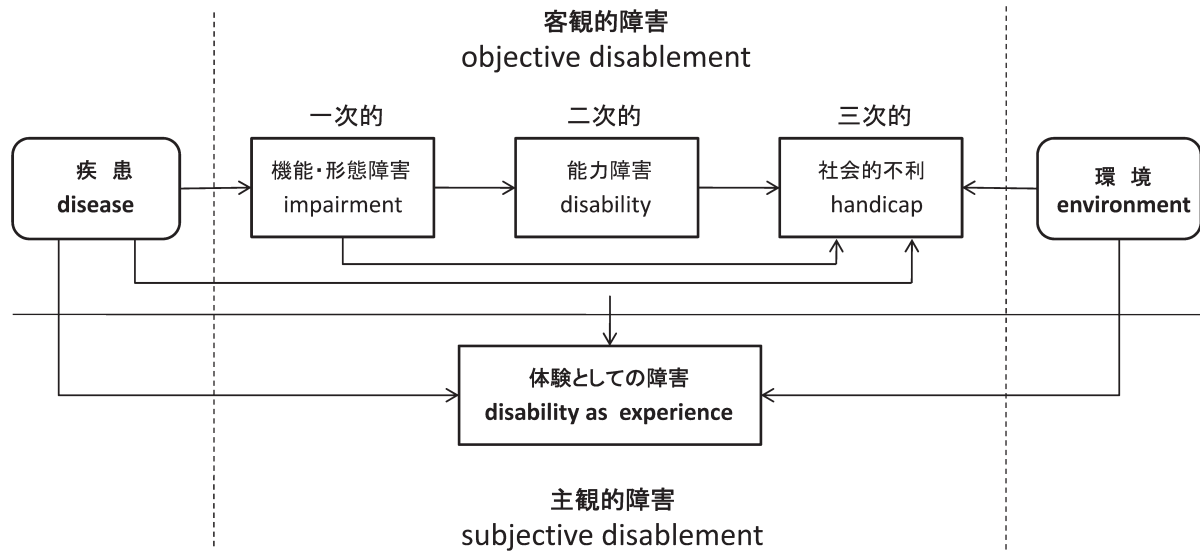 客観的障害
objective disablement
一次的
二次的
三次的
疾 患
disease
機能・形態障害
impairment
能力障害
disability
社会的不利
handicap
環 境
environment
体験としての障害
disability as experience
主観的障害
subjective disablement